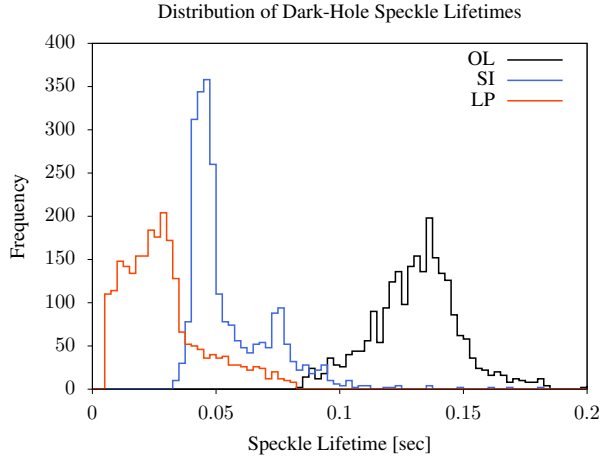 Distribution of Dark-Hole Speckle Lifetimes
400
350
300
250
200
150
100
50
0
Frequency
OL
SI
LP
0
0.05
0.1
0.15
0.2
Speckle Lifetime [sec]